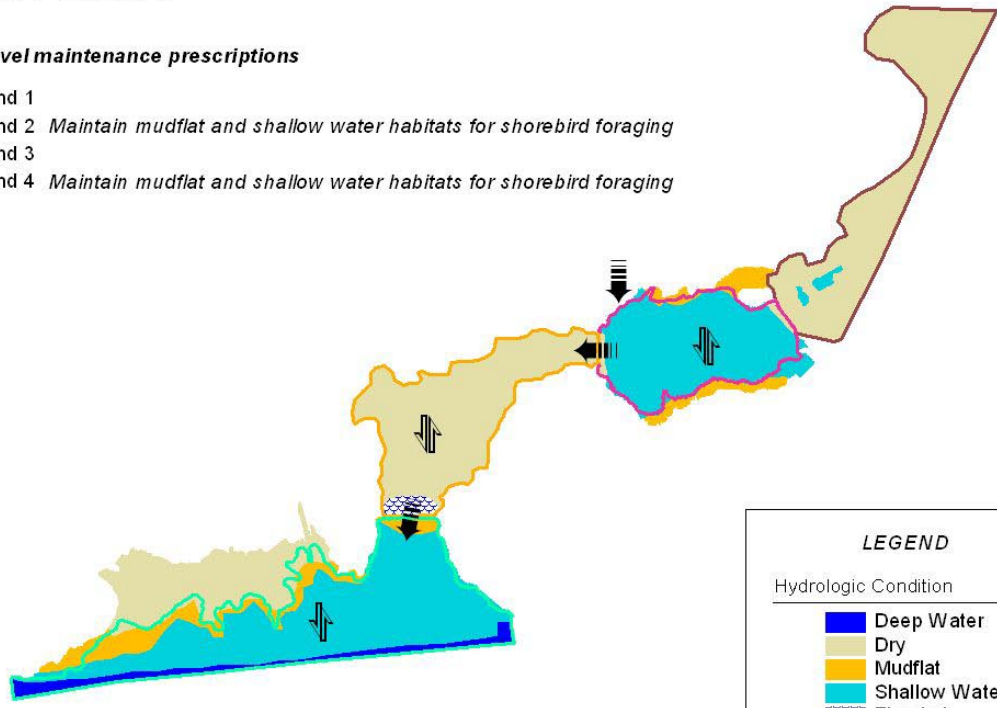 vel maintenance prescriptions
nd 1
nd 2 Maintain mudflat and shallow water habitats for shorebird foraging
nd 3
nd 4 Maintain mudflat and shallow water habitats for shorebird foraging
LEGEND
Hydrologic Condition
Deep Water
Dry
Mudflat
Shallow Wate